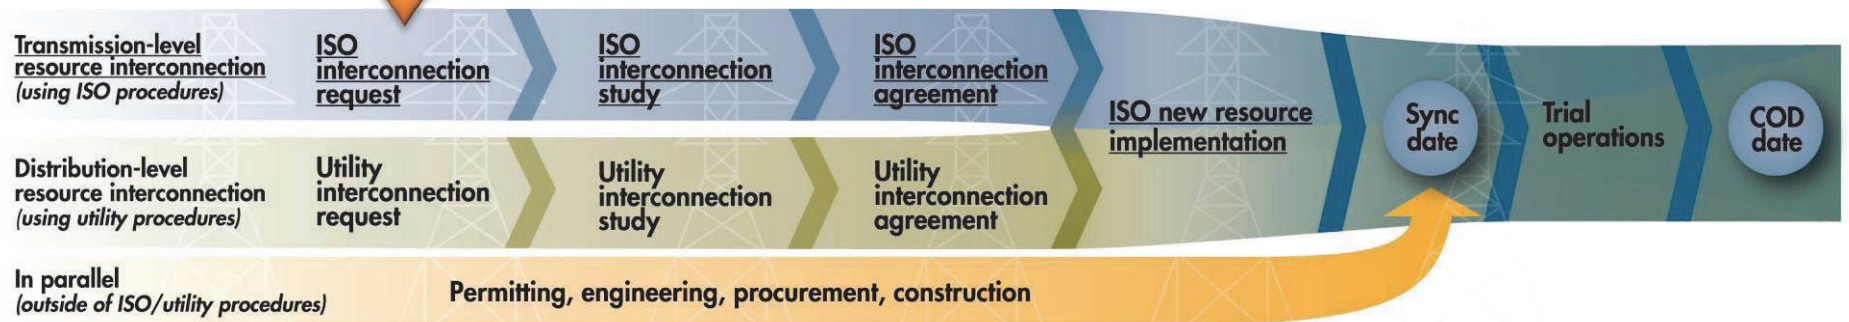 Transmission-level
resource interconnection
(using ISO procedures)
ISO
interconnection
request
ISO
interconnection
study
ISO
interconnection
agreement
Distribution-level
resource interconnection
(using utility procedures)
Utility
interconnection
request
Utility
interconnection
study
Utility
interconnection
agreement
ISO new resource
implementation
Sync
date
Trial
operations
COD
date
In parallel
(outside of ISO/utility procedures)
Permitting, engineering, procurement, construction